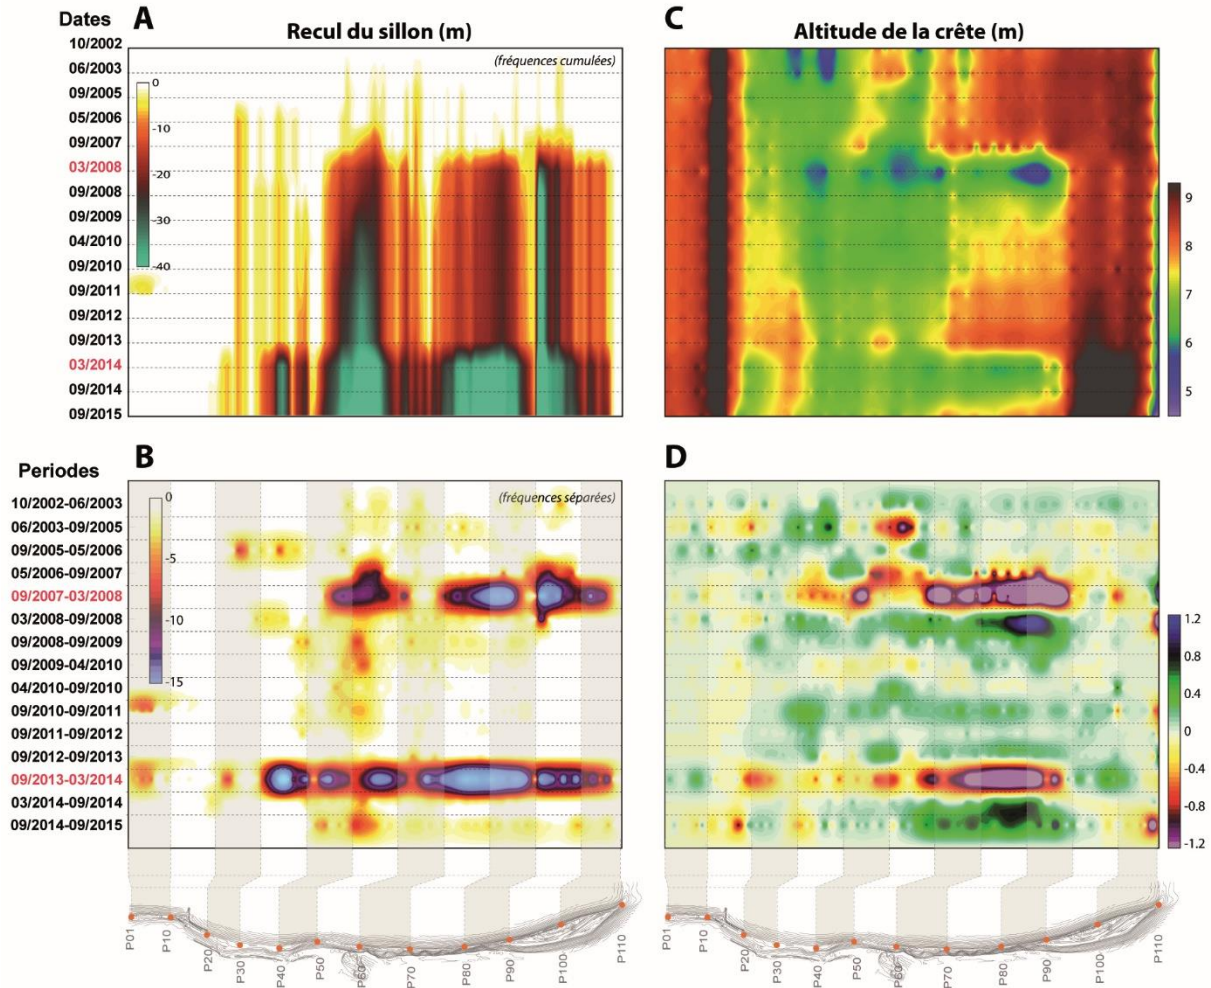 Dates
A
Recul du sillon (m)
(fréquences cumulées)
10/2002
06/2003
09/2005
05/2006
09/2007
03/2008
09/2008
09/2009
04/2010
09/2010
09/2011
09/2012
09/2013
03/2014
09/2014
09/2015
0
-10
-20
-30
-40
C
Altitude de la crête (m)
9
8
7
6
5
Periodes
B
(fréquences séparées)
10/2002-06/2003
06/2003-09/2005
09/2005-05/2006
05/2006-09/2007
09/2007-03/2008
03/2008-09/2008
09/2008-09/2009
09/2009-04/2010
04/2010-09/2010
09/2010-09/2011
09/2011-09/2012
09/2012-09/2013
09/2013-03/2014
03/2014-09/2014
09/2014-09/2015
0
-5
-10
-15
D
1.2
0.8
0.4
0
-0.4
-0.8
-1.2
P01
P10
P20
P30
P40
P50
P60
P70
P80
P90
P100
P110
P01
P10
P20
P30
P40
P50
P60
P70
P80
P90
P100
P110